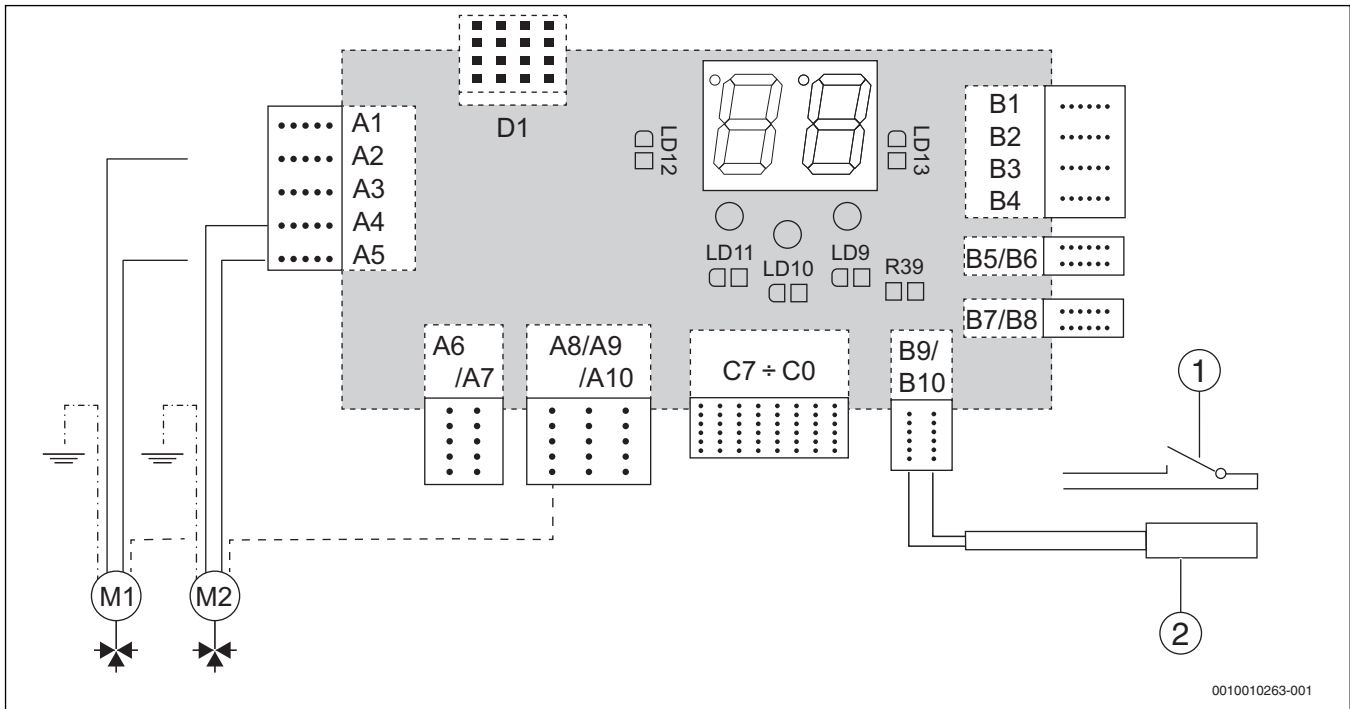 D1
A1
A2
A3
A4
A5
LD12
LD13
LD11
LD10
LD9
R39
B1
B2
B3
B4
B5/B6
B7/B8
A6
/A7
A8/A9
/A10
C7 ÷ C0
B9/
B10
1
2
M1
M2
0010010263-001